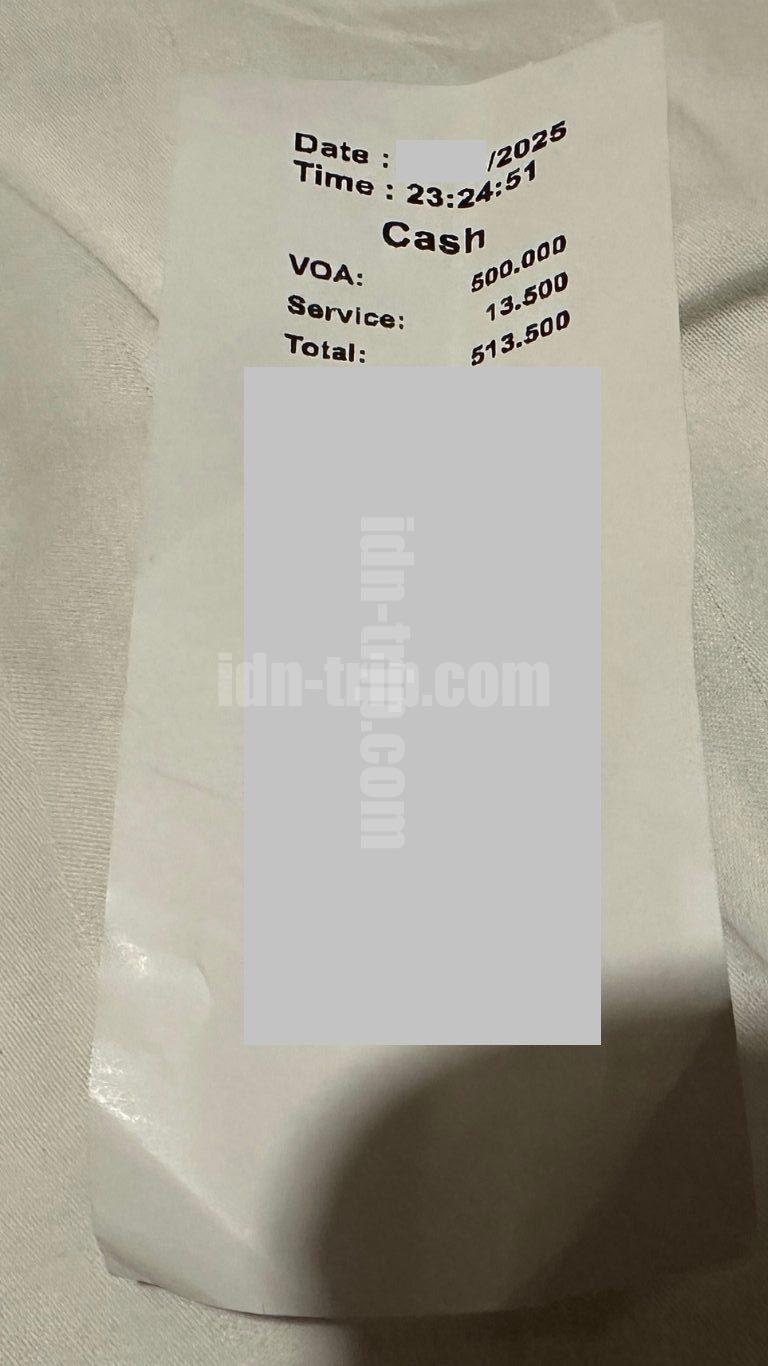 Date : /2025
Time : 23:24:51
Cash
VOA: 500.000
Service: 13.500
Total: 513.500
idn-trip.com
idn-trip.com